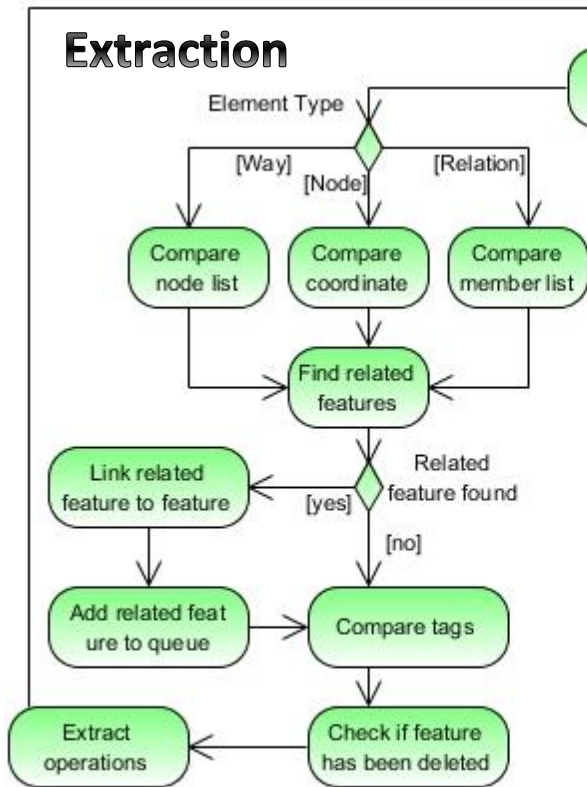 Extraction
Element Type
[Way]
[Node]
[Relation]
Compare
node list
Compare
coordinate
Compare
member list
Find related
features
Related
feature found
Link related
feature to feature
[yes]
[no]
Add related feat
ure to queue
Compare tags
Extract
operations
Check if feature
has been deleted